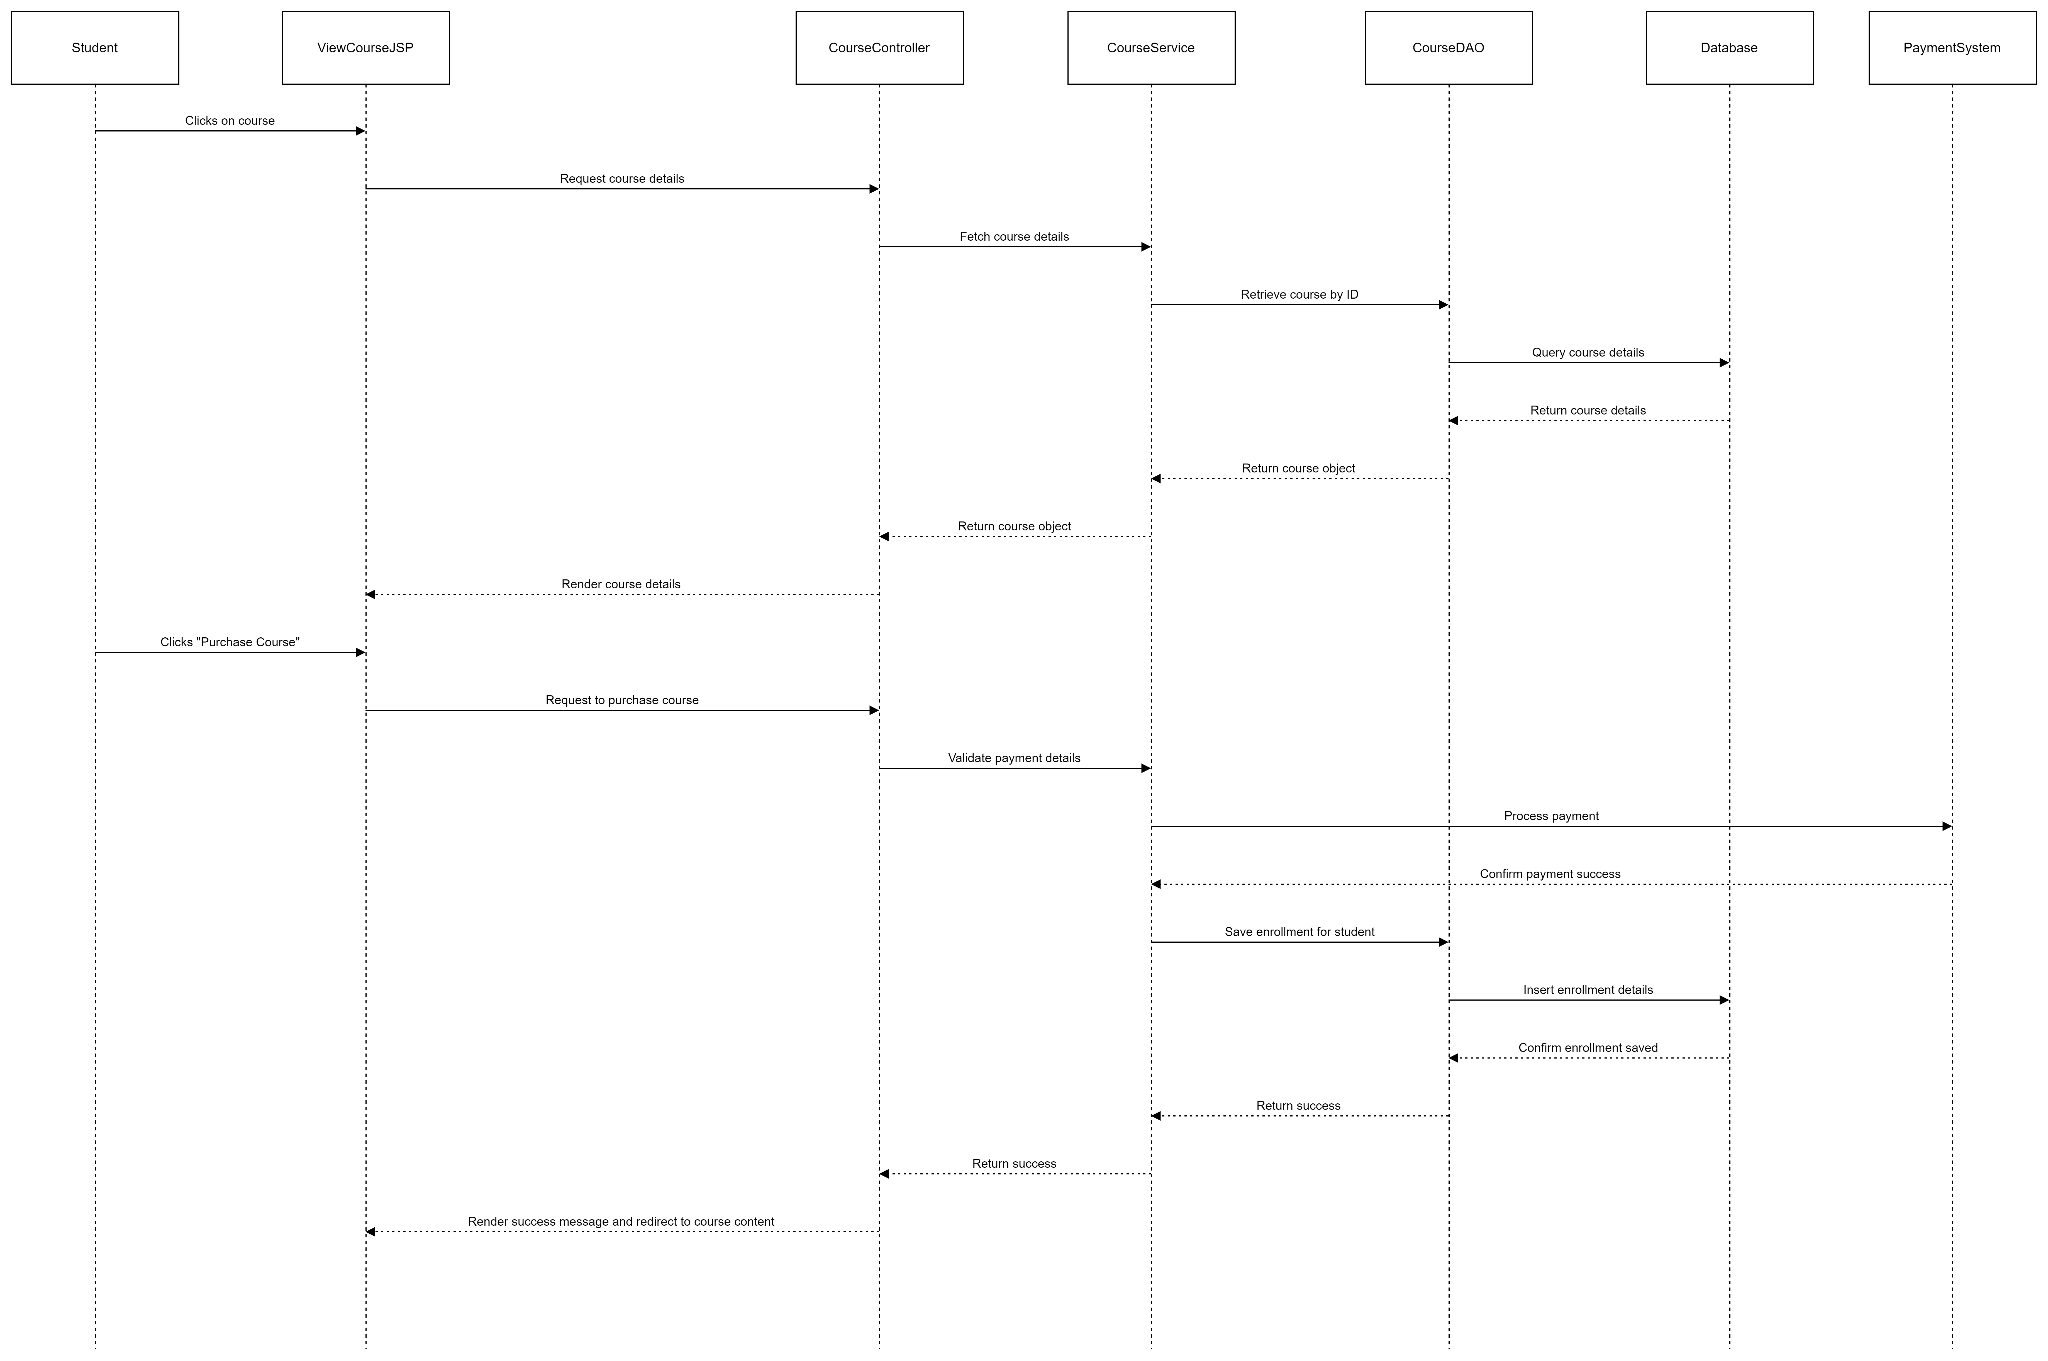 Student
ViewCourseJSP
CourseController
CourseService
CourseDAO
Database
PaymentSystem
Clicks on course
Request course details
Fetch course details
Retrieve course by ID
Query course details
Return course details
Return course object
Return course object
Render course details
Clicks "Purchase Course"
Request to purchase course
Validate payment details
Process payment
Confirm payment success
Save enrollment for student
Insert enrollment details
Confirm enrollment saved
Return success
Return success
Render success message and redirect to course content